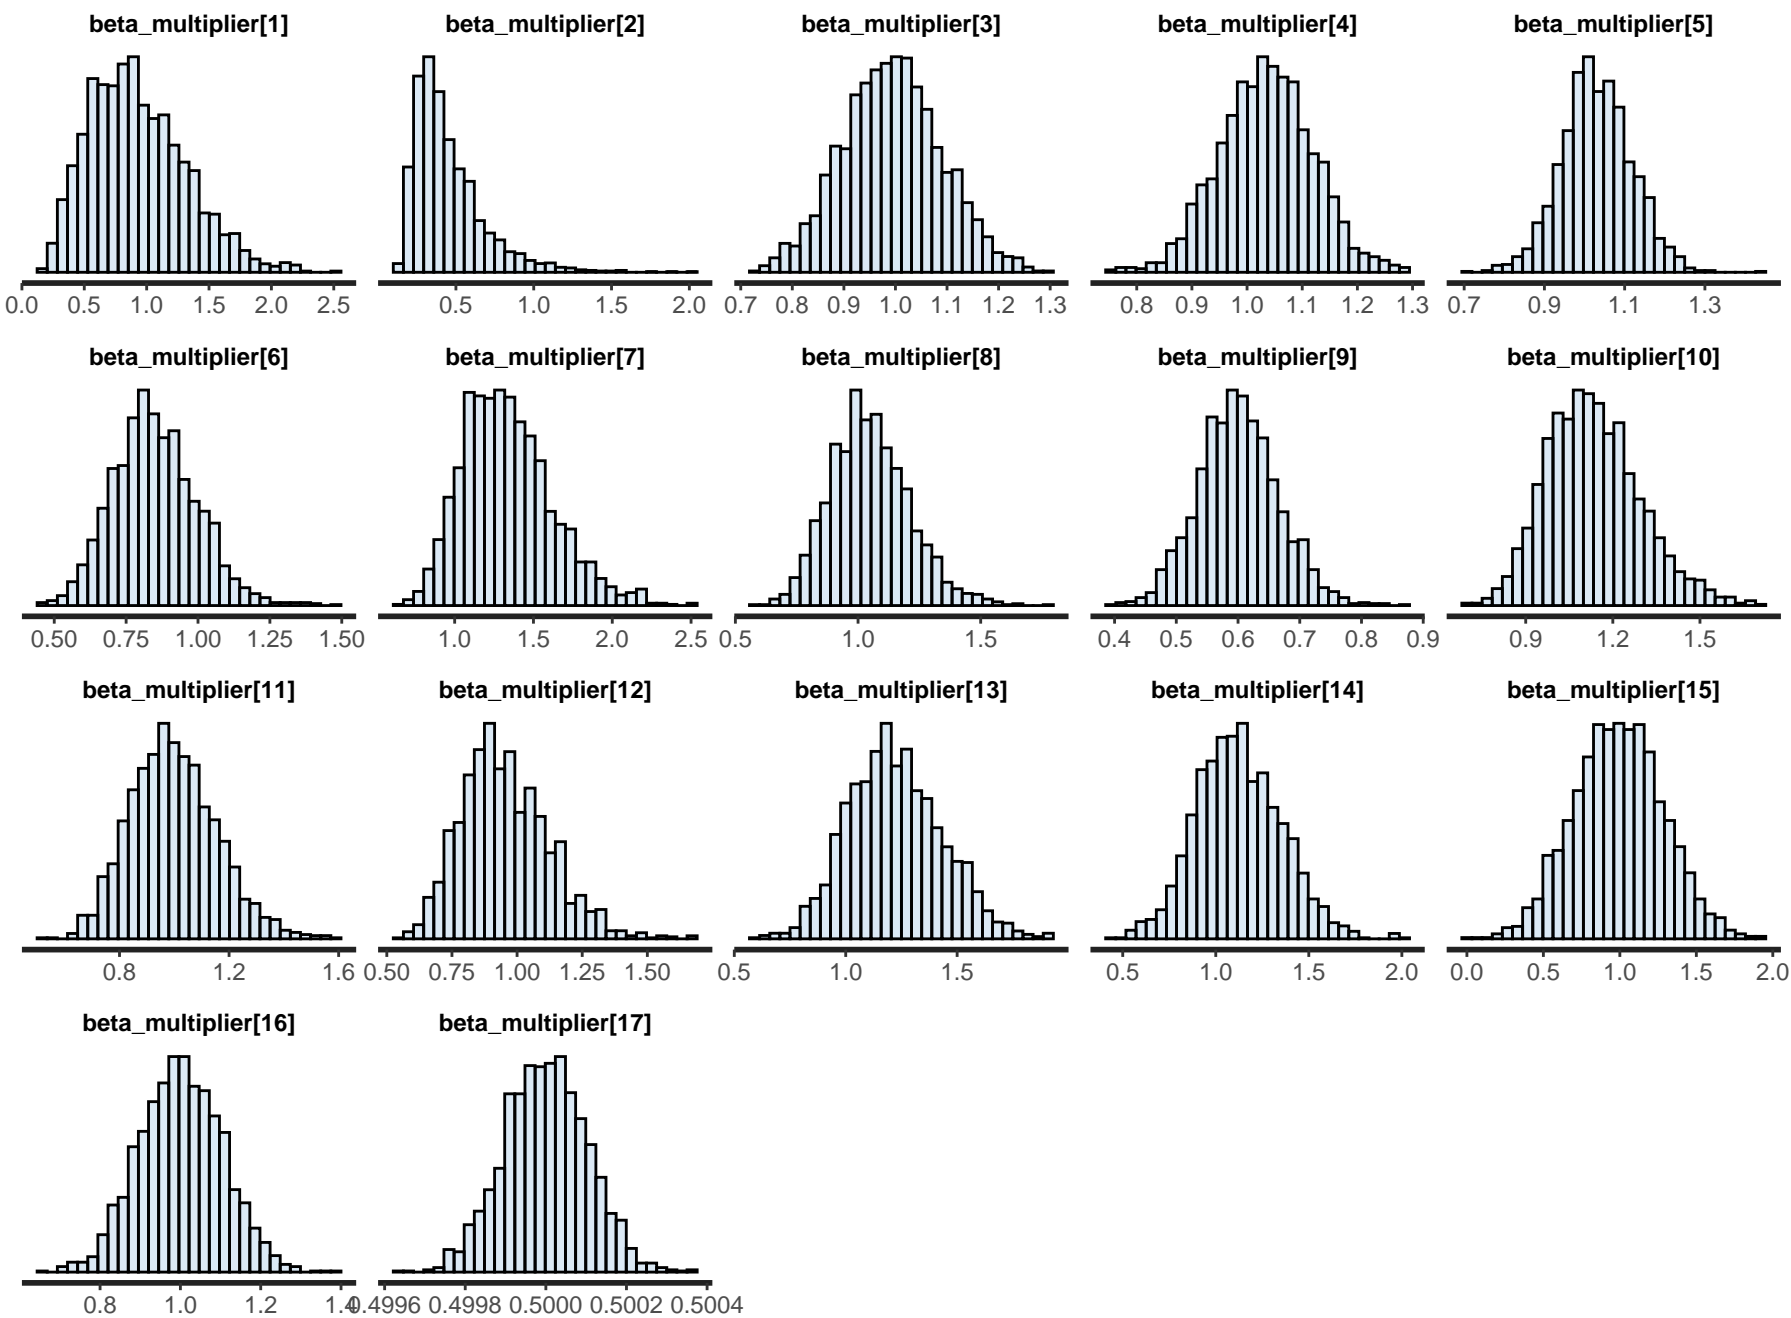 beta_multiplier[1] beta_multiplier[2] beta_multiplier[3] beta_multiplier[4] beta_multiplier[5]
0.0 0.5 1.0 1.5 2.0 2.5 0.5 1.0 1.5 2.0 0.7 0.8 0.9 1.0 1.1 1.2 1.3 0.8 0.9 1.0 1.1 1.2 1.3 0.7 0.9 1.1 1.3
beta_multiplier[6] beta_multiplier[7] beta_multiplier[8] beta_multiplier[9] beta_multiplier[10]
0.50 0.75 1.00 1.25 1.50 1.0 1.5 2.0 2.5 0.5 1.0 1.5 0.4 0.5 0.6 0.7 0.8 0.9 0.9 1.2 1.5
beta_multiplier[11] beta_multiplier[12] beta_multiplier[13] beta_multiplier[14] beta_multiplier[15]
0.8 1.2 1.6 0.50 0.75 1.00 1.25 1.50 0.5 1.0 1.5 0.5 1.0 1.5 2.0 0.0 0.5 1.0 1.5 2.0
beta_multiplier[16] beta_multiplier[17]
0.8 1.0 1.2 1.4 0.4996 0.4998 0.5000 0.5002 0.5004